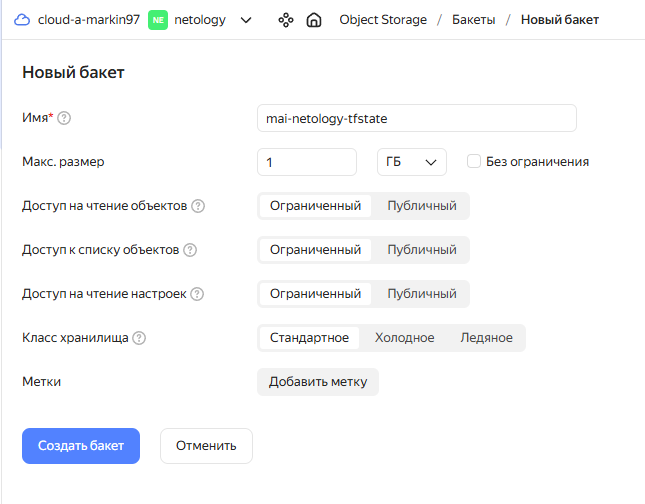 cloud-a-markin97 NE netology Object Storage / Бакеты / Новый бакет
Новый бакет
Имя* ? mai-netology-tfstate
Макс. размер 1 ГБ Без ограничения
Доступ на чтение объектов ? Ограниченный Публичный
Доступ к списку объектов ? Ограниченный Публичный
Доступ на чтение настроек ? Ограниченный Публичный
Класс хранилища ? Стандартное Холодное Ледяное
Метки Добавить метку
Создать бакет Отменить